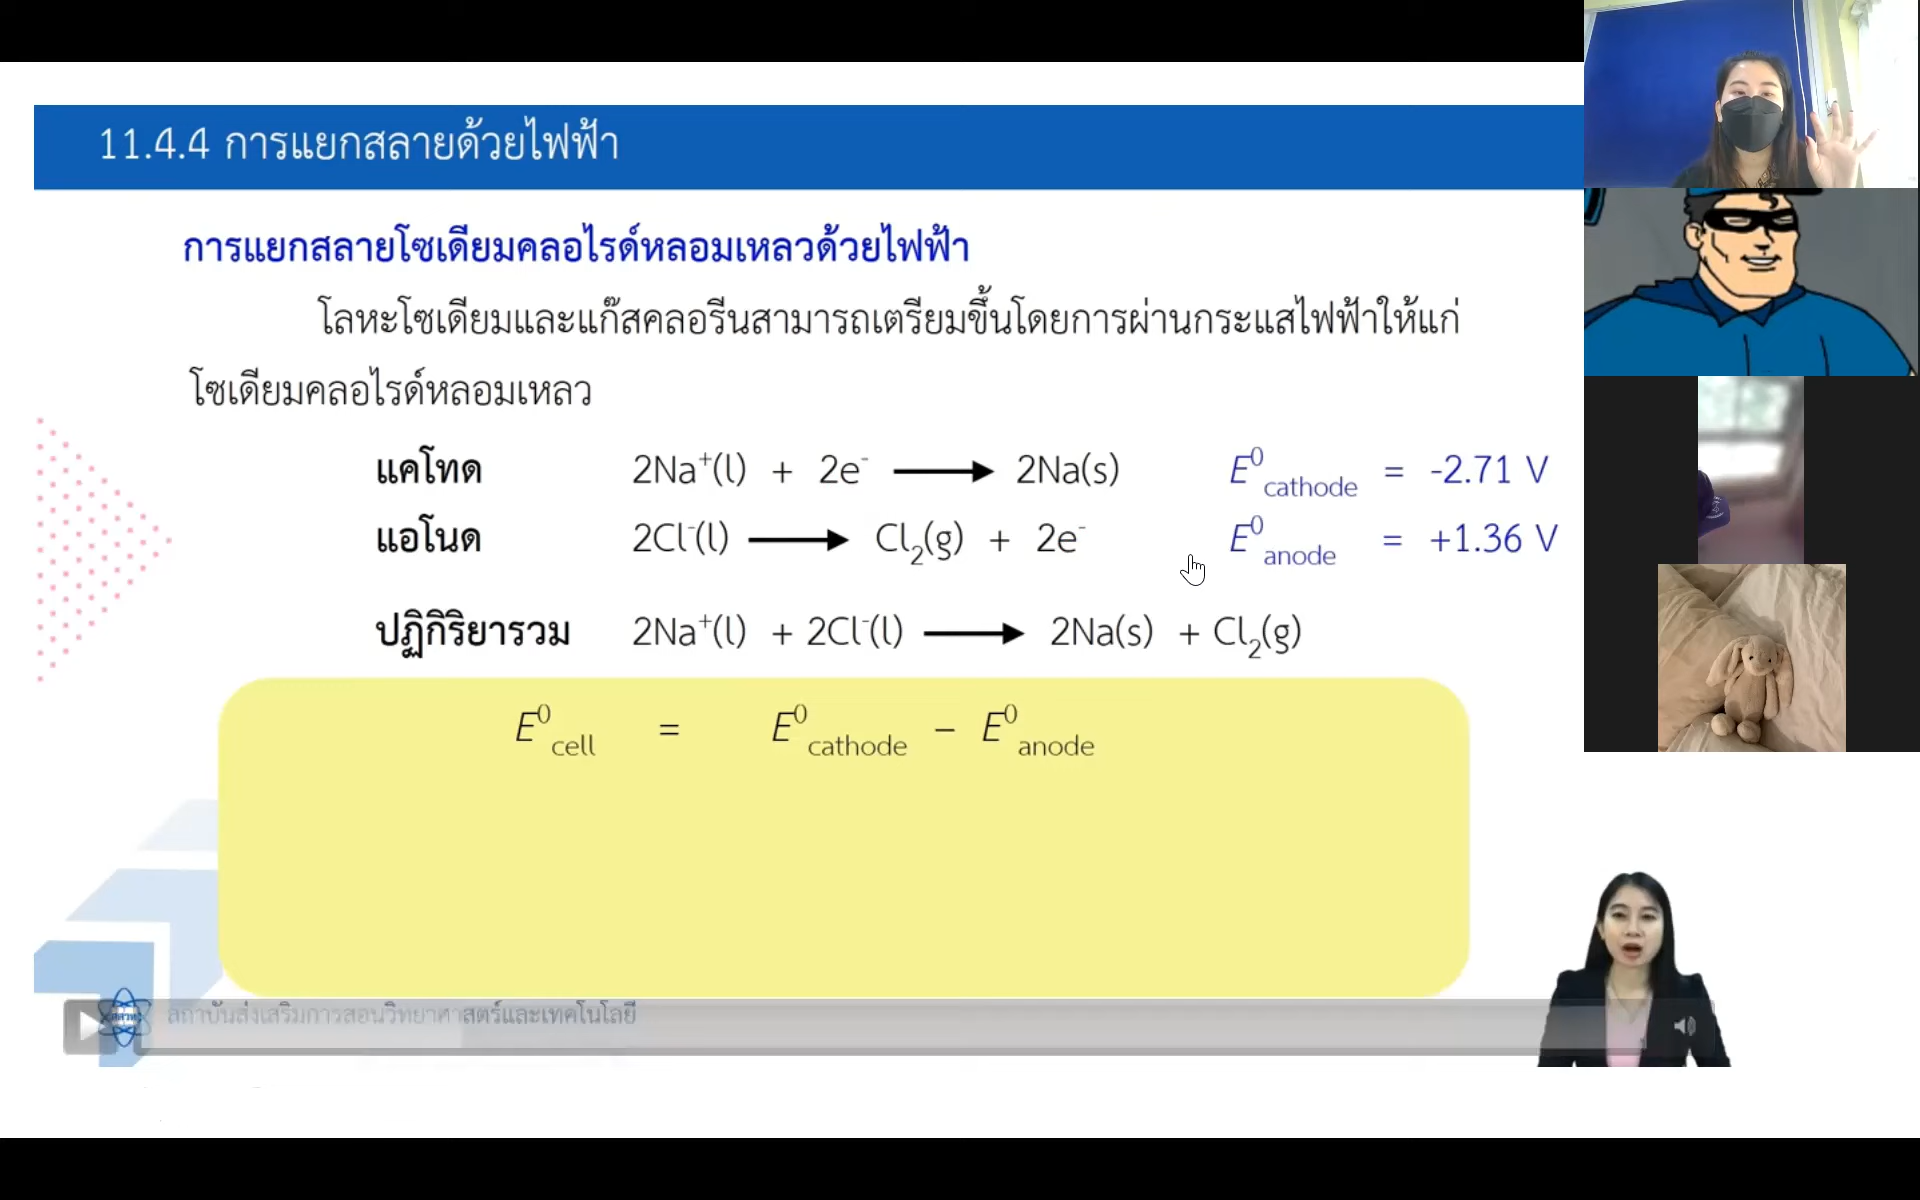 11.4.4 การแยกสลายด้วยไฟฟ้า
การแยกสลายโซเดียมคลอไรด์หลอมเหลวด้วยไฟฟ้า
โลหะโซเดียมและแก๊สคลอรีนสามารถเตรียมขึ้นโดยการผ่านกระแสไฟฟ้าให้แก่
โซเดียมคลอไรด์หลอมเหลว
แคโทด 2Na⁺(l) + 2e⁻ ⟶ 2Na(s) E⁰cathode = -2.71 V
แอโนด 2Cl⁻(l) ⟶ Cl₂(g) + 2e⁻ E⁰anode = +1.36 V
ปฏิกิริยารวม 2Na⁺(l) + 2Cl⁻(l) ⟶ 2Na(s) + Cl₂(g)
E⁰cell = E⁰cathode – E⁰anode
สสวท
สถาบันส่งเสริมการสอนวิทยาศาสตร์และเทคโนโลยี